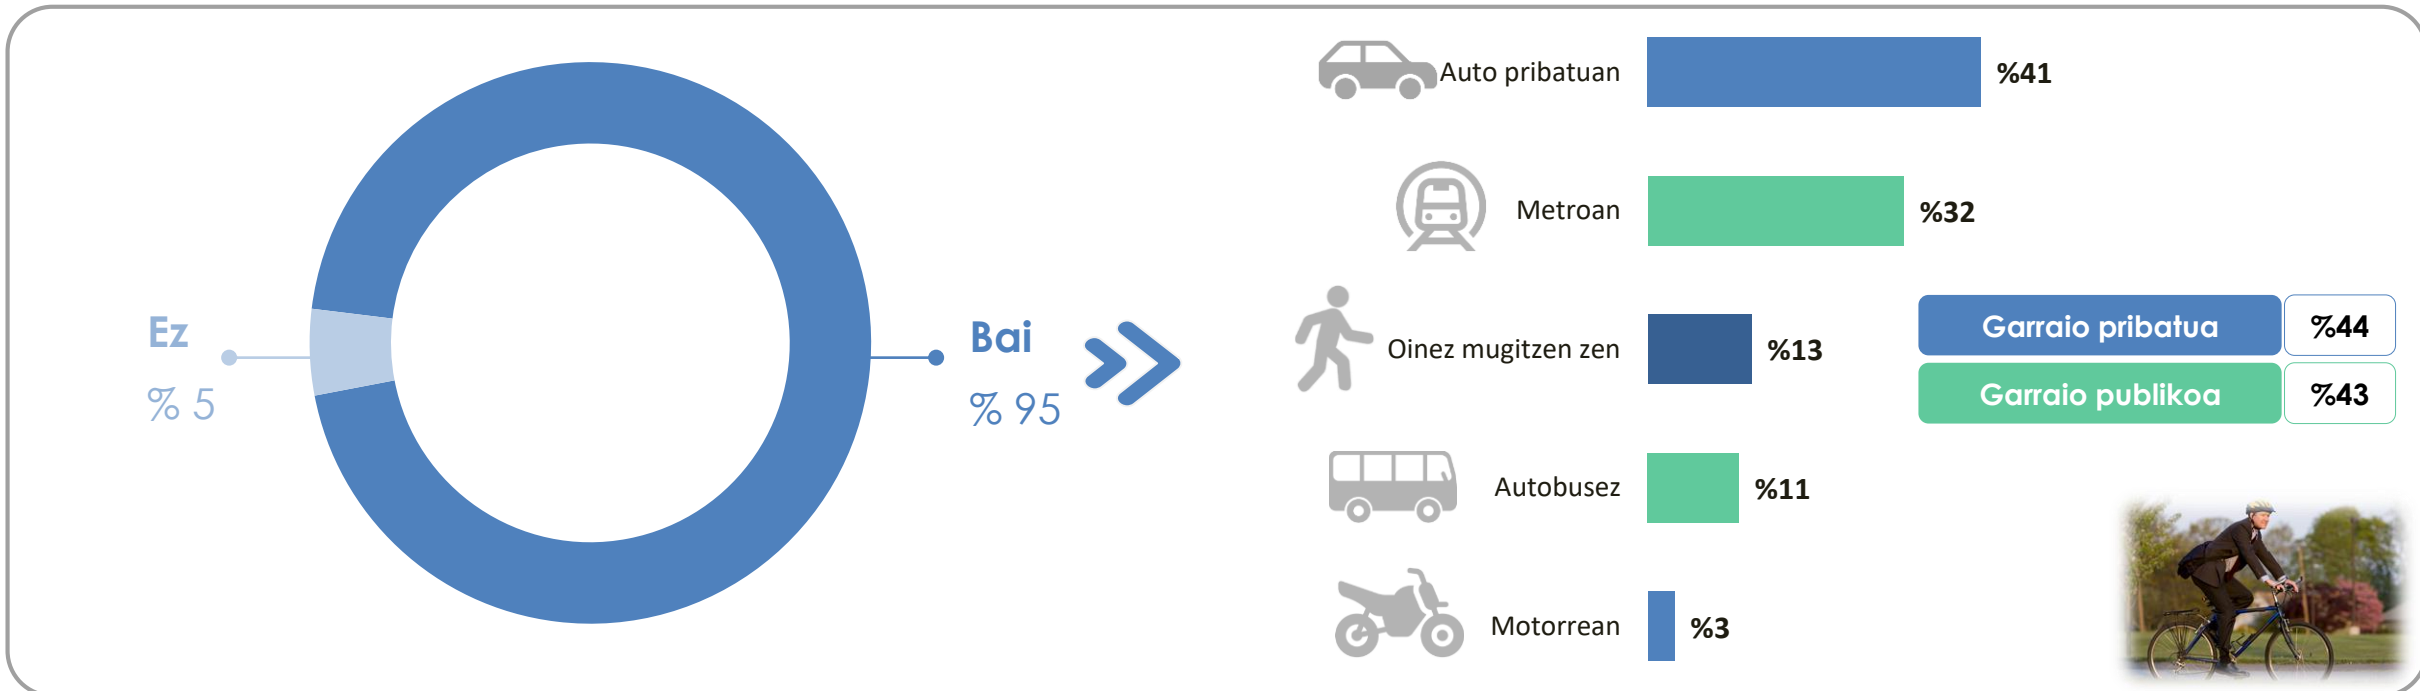 Ez
% 5
Bai
% 95
Auto pribatuan %41
Metroan %32
Oinez mugitzen zen %13
Autobusez %11
Motorrean %3
Garraio pribatua %44
Garraio publikoa %43